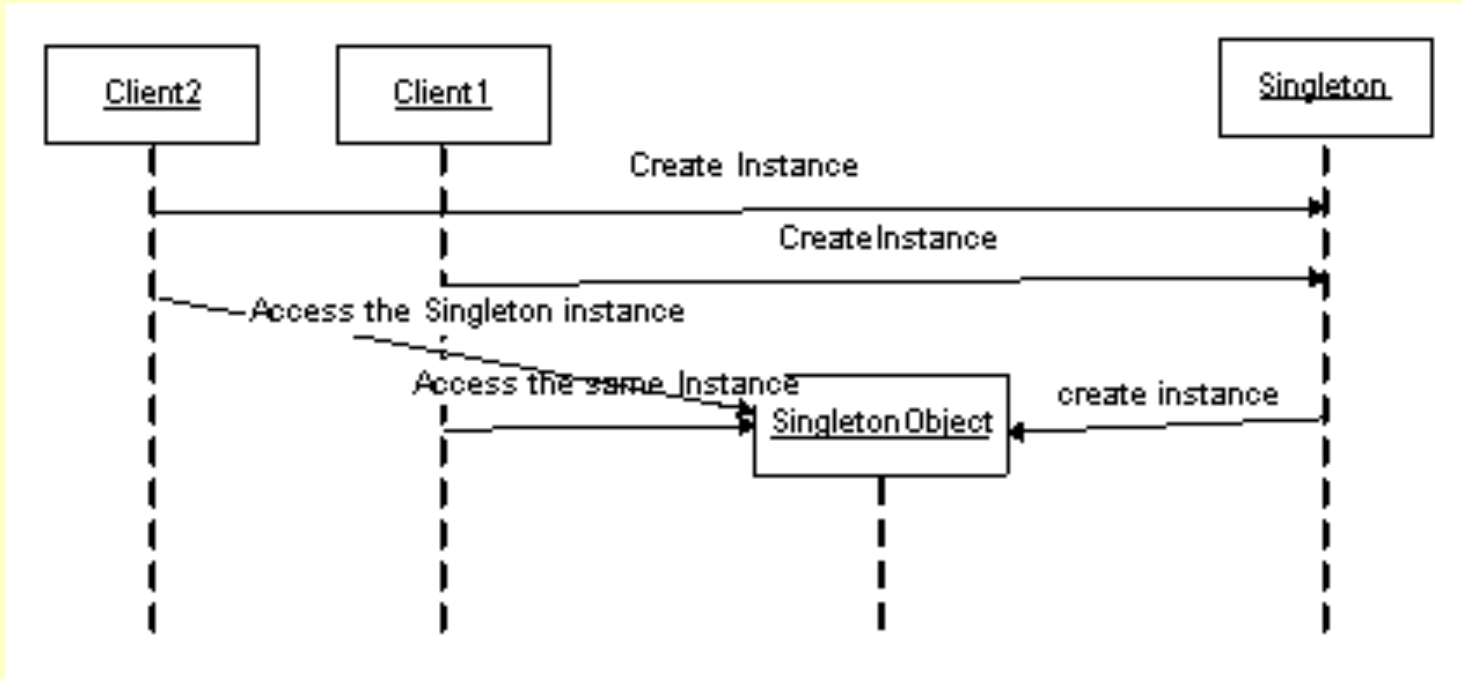 Client2
Client1
Singleton
Create Instance
CreateInstance
Access the Singleton instance
Access the same Instance
create instance
SingletonObject